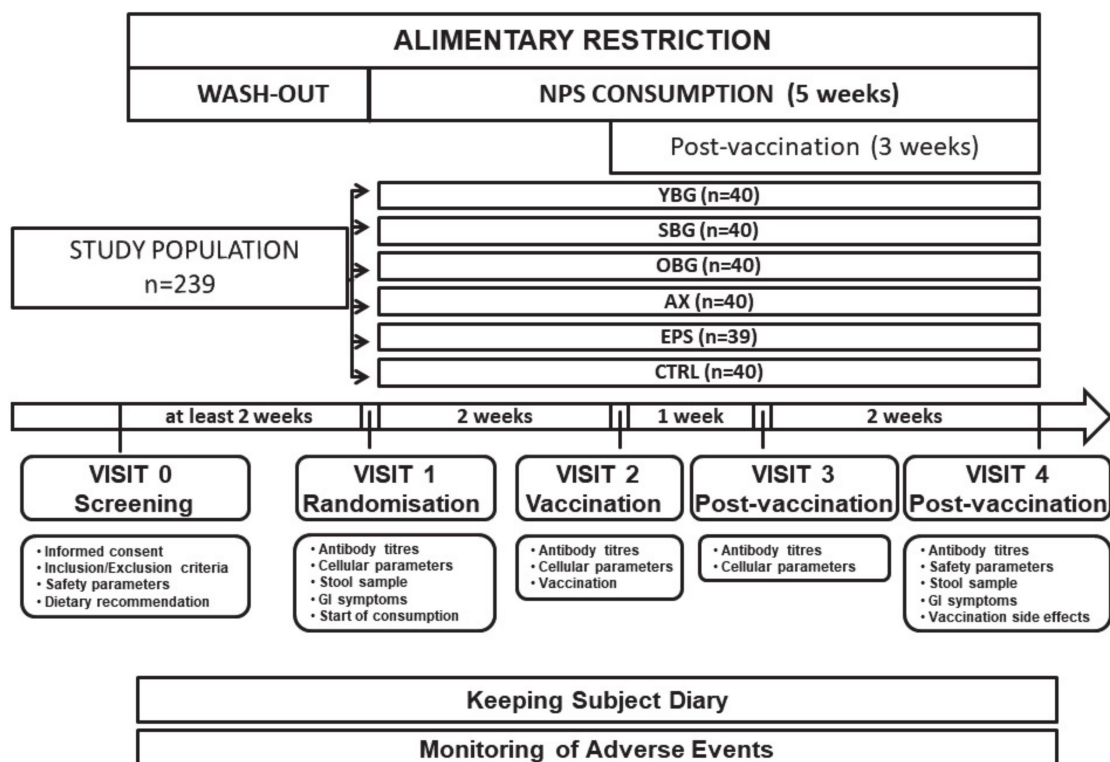 ALIMENTARY RESTRICTION
WASH-OUT
NPS CONSUMPTION (5 weeks)
Post-vaccination (3 weeks)
STUDY POPULATION
n=239
YBG (n=40)
SBG (n=40)
OBG (n=40)
AX (n=40)
EPS (n=39)
CTRL (n=40)
at least 2 weeks
2 weeks
1 week
2 weeks
VISIT 0
Screening
• Informed consent
• Inclusion/Exclusion criteria
• Safety parameters
• Dietary recommendation
VISIT 1
Randomisation
• Antibody titres
• Cellular parameters
• Stool sample
• GI symptoms
• Start of consumption
VISIT 2
Vaccination
• Antibody titres
• Cellular parameters
• Vaccination
VISIT 3
Post-vaccination
• Antibody titres
• Cellular parameters
VISIT 4
Post-vaccination
• Antibody titres
• Safety parameters
• Stool sample
• GI symptoms
• Vaccination side effects
Keeping Subject Diary
Monitoring of Adverse Events